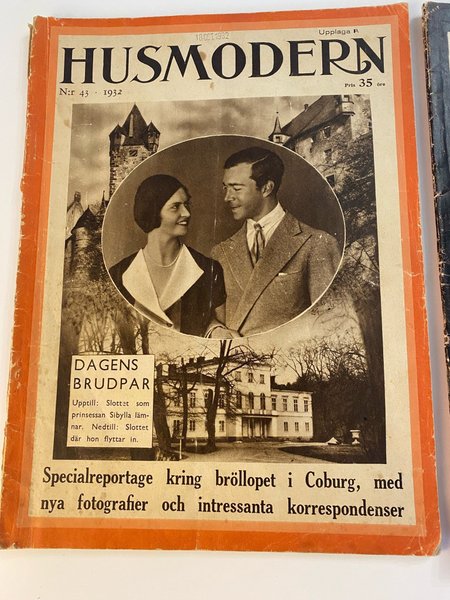 Upplaga P.
HUSMODERN
N:r 43 · 1932
Pris 35 öre
DAGENS
BRUDPAR
Upptill: Slottet som
prinsessan Sibylla läm-
nar. Nedtill: Slottet
där hon flyttar in.
Specialreportage kring bröllopet i Coburg, med
nya fotografier och intressanta korrespondenser